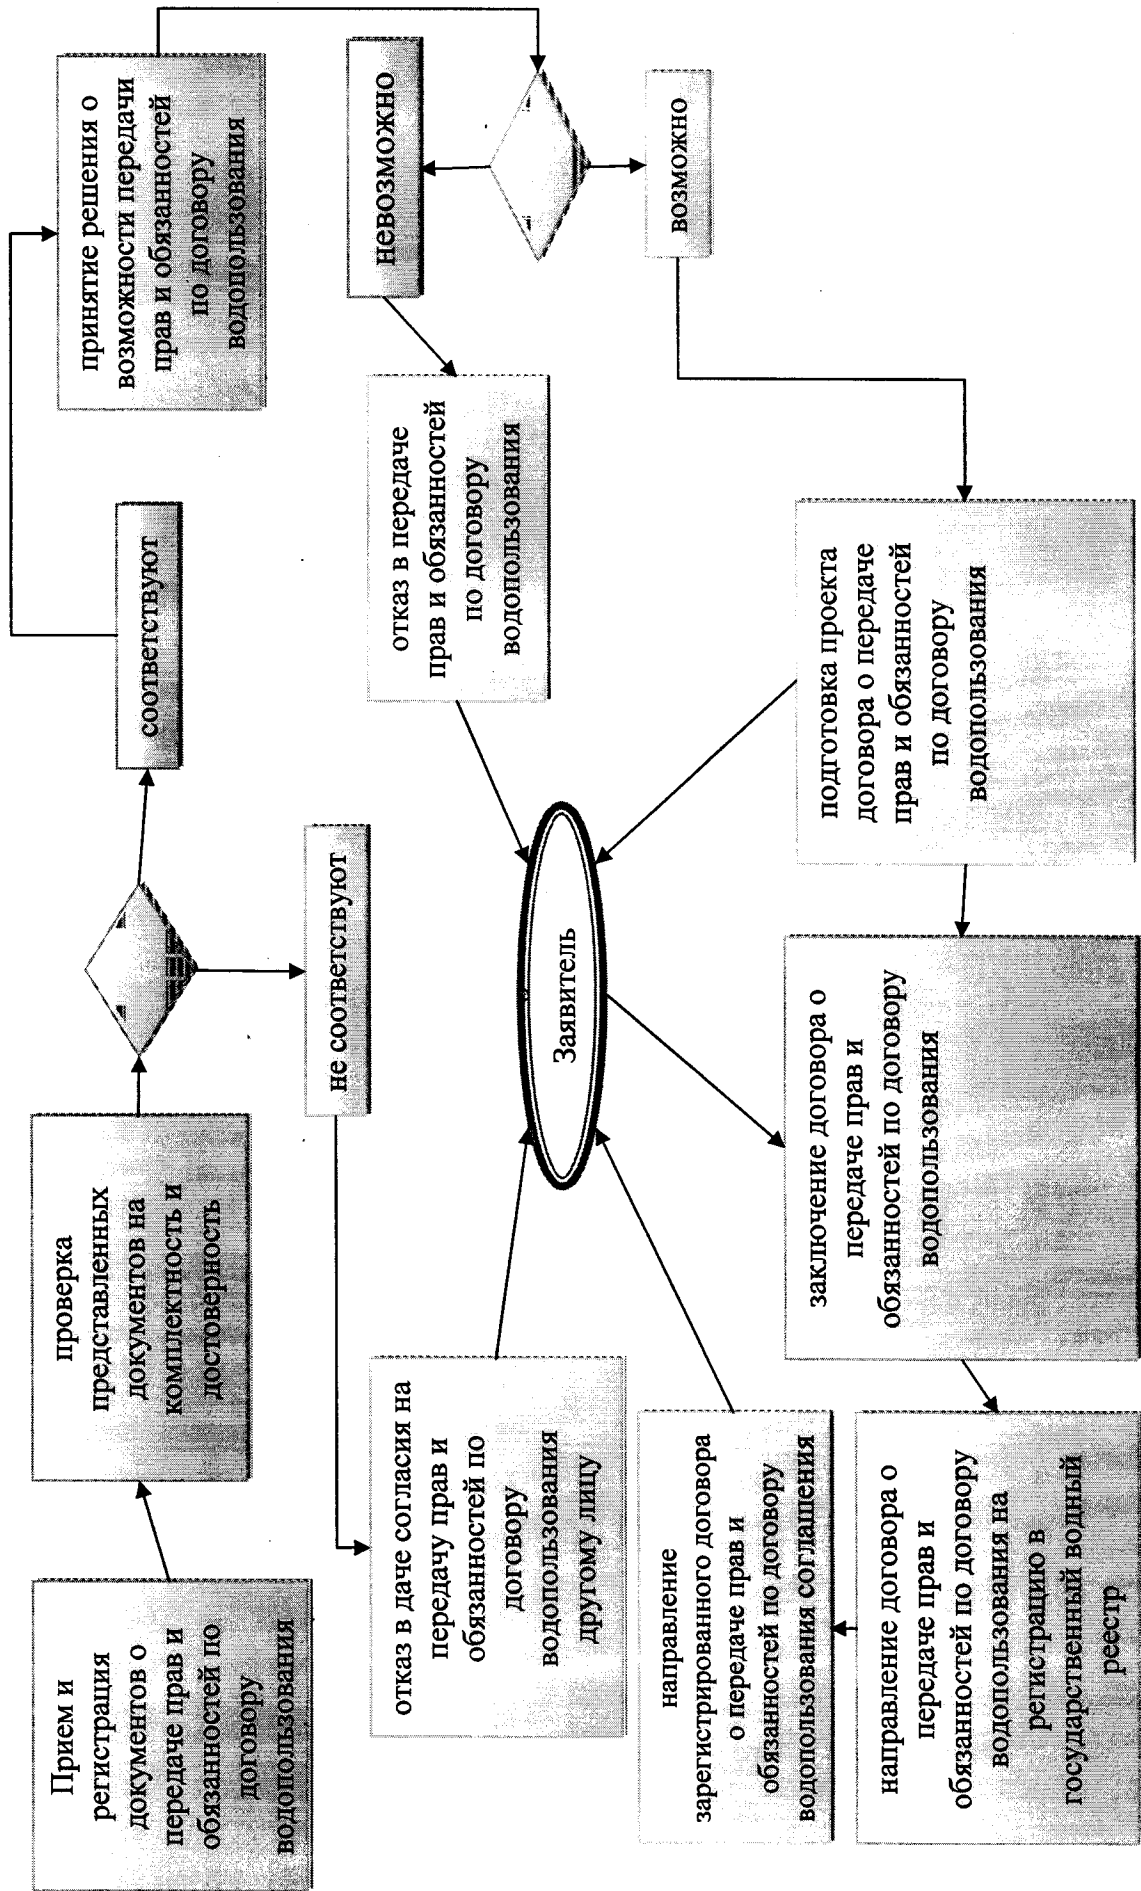 Прием и
регистрация
документов о
передаче прав и
обязанностей по
договору
водопользования
проверка
представленных
документов на
комплектность и
достоверность
соответствуют
принятие решения о
возможности передачи
прав и обязанностей
по договору
водопользования
не соответствуют
невозможно
возможно
отказ в даче согласия на
передачу прав и
обязанностей по
договору
водопользования
другому лицу
Заявитель
отказ в передаче
прав и обязанностей
по договору
водопользования
направление
зарегистрированного договора
о передаче прав и
обязанностей по договору
водопользования соглашения
направление договора о
передаче прав и
обязанностей по договору
водопользования на
регистрацию в
государственный водный
реестр
заключение договора о
передаче прав и
обязанностей по договору
водопользования
подготовка проекта
договора о передаче
прав и обязанностей
по договору
водопользования